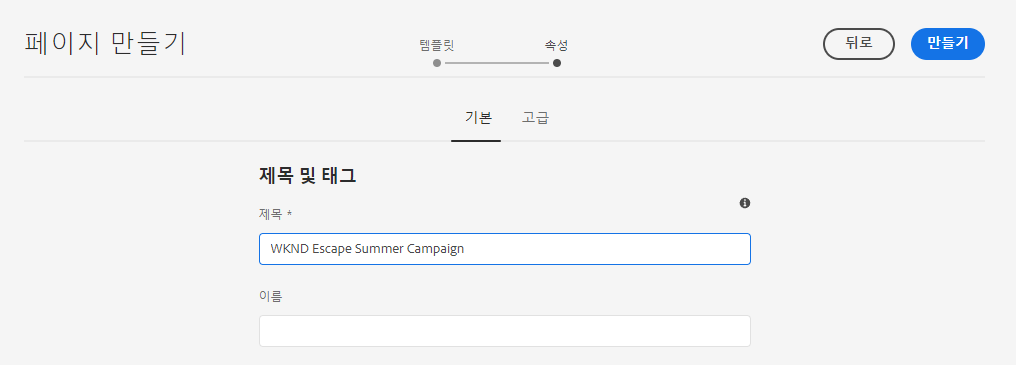 페이지 만들기
템플릿
속성
뒤로
만들기
기본
고급
제목 및 태그
제목 *
WKND Escape Summer Campaign
이름